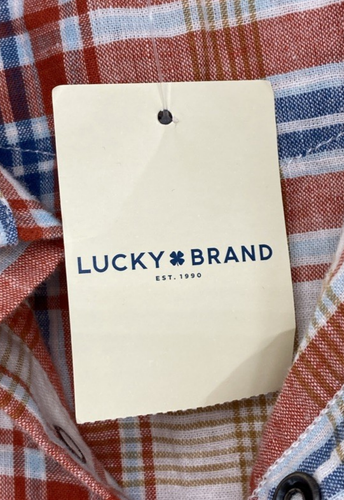 LUCKY BRAND
EST. 1990